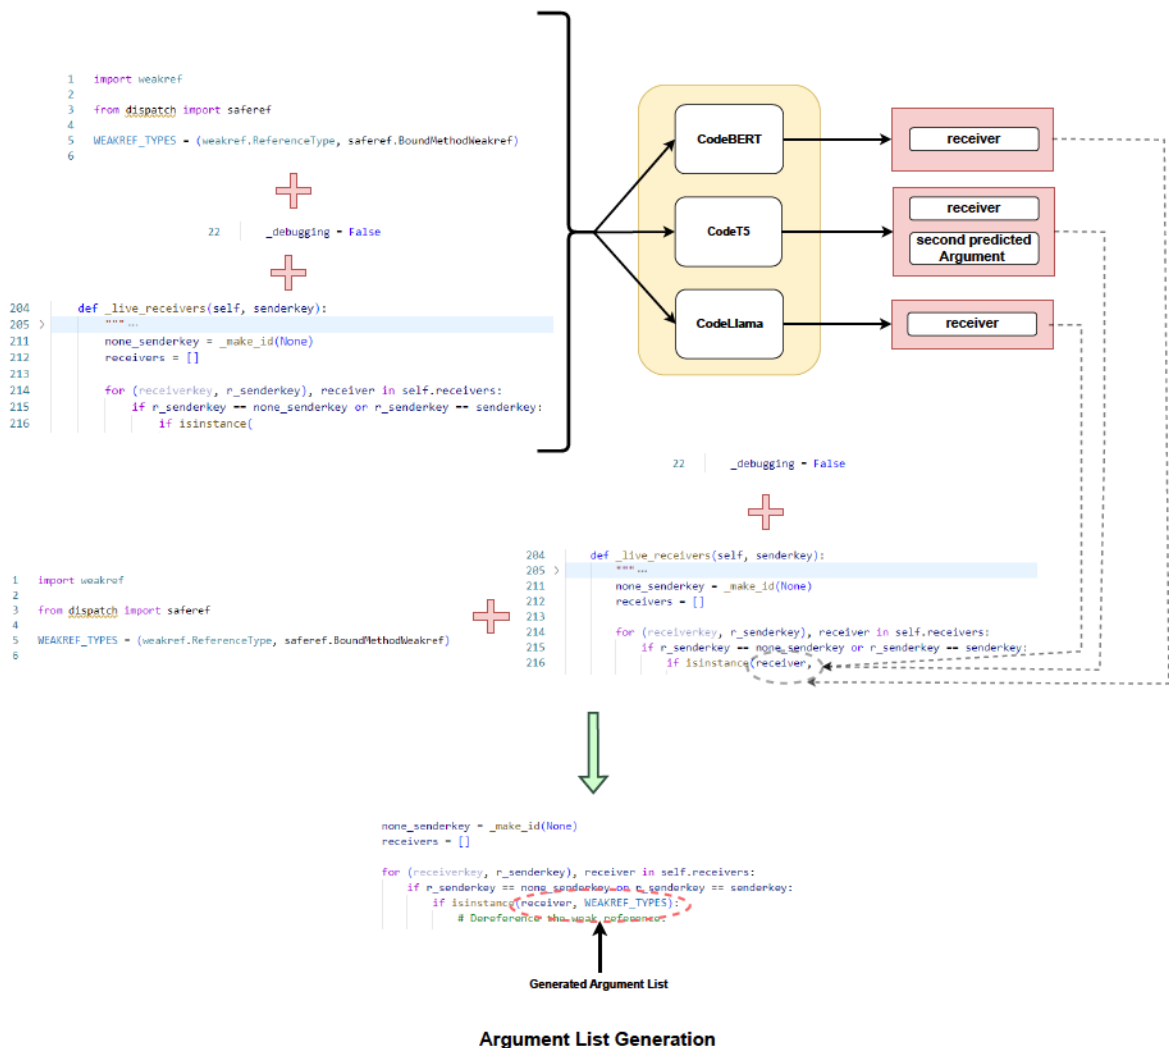 1 import weakref
2
3 from dispatch import saferef
4
5 WEAKREF_TYPES = (weakref.ReferenceType, saferef.BoundMethodWeakref)
6
22 _debugging = False
204 def _live_receivers(self, senderkey):
205 > """…
211 none_senderkey = _make_id(None)
212 receivers = []
213
214 for (receiverkey, r_senderkey), receiver in self.receivers:
215 if r_senderkey == none_senderkey or r_senderkey == senderkey:
216 if isinstance(
CodeBERT
CodeT5
CodeLlama
receiver
receiver
second predicted
Argument
receiver
22 _debugging = False
1 import weakref
2
3 from dispatch import saferef
4
5 WEAKREF_TYPES = (weakref.ReferenceType, saferef.BoundMethodWeakref)
6
204 def _live_receivers(self, senderkey):
205 > """…
211 none_senderkey = _make_id(None)
212 receivers = []
213
214 for (receiverkey, r_senderkey), receiver in self.receivers:
215 if r_senderkey == none_senderkey or r_senderkey == senderkey:
216 if isinstance(receiver,
none_senderkey = _make_id(None)
receivers = []
for (receiverkey, r_senderkey), receiver in self.receivers:
if r_senderkey == none_senderkey or r_senderkey == senderkey:
if isinstance(receiver, WEAKREF_TYPES):
# Dereference the weak reference.
Generated Argument List
Argument List Generation